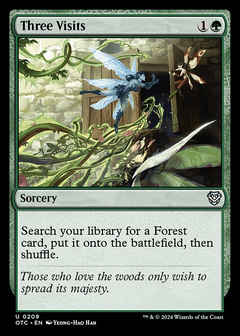 Three Visits 1
Sorcery
Search your library for a Forest
card, put it onto the battlefield, then
shuffle.
Those who love the woods only wish to
spread its majesty.
U 0209
OTC • EN Yeong-Hao Han
™ & © 2024 Wizards of the Coast